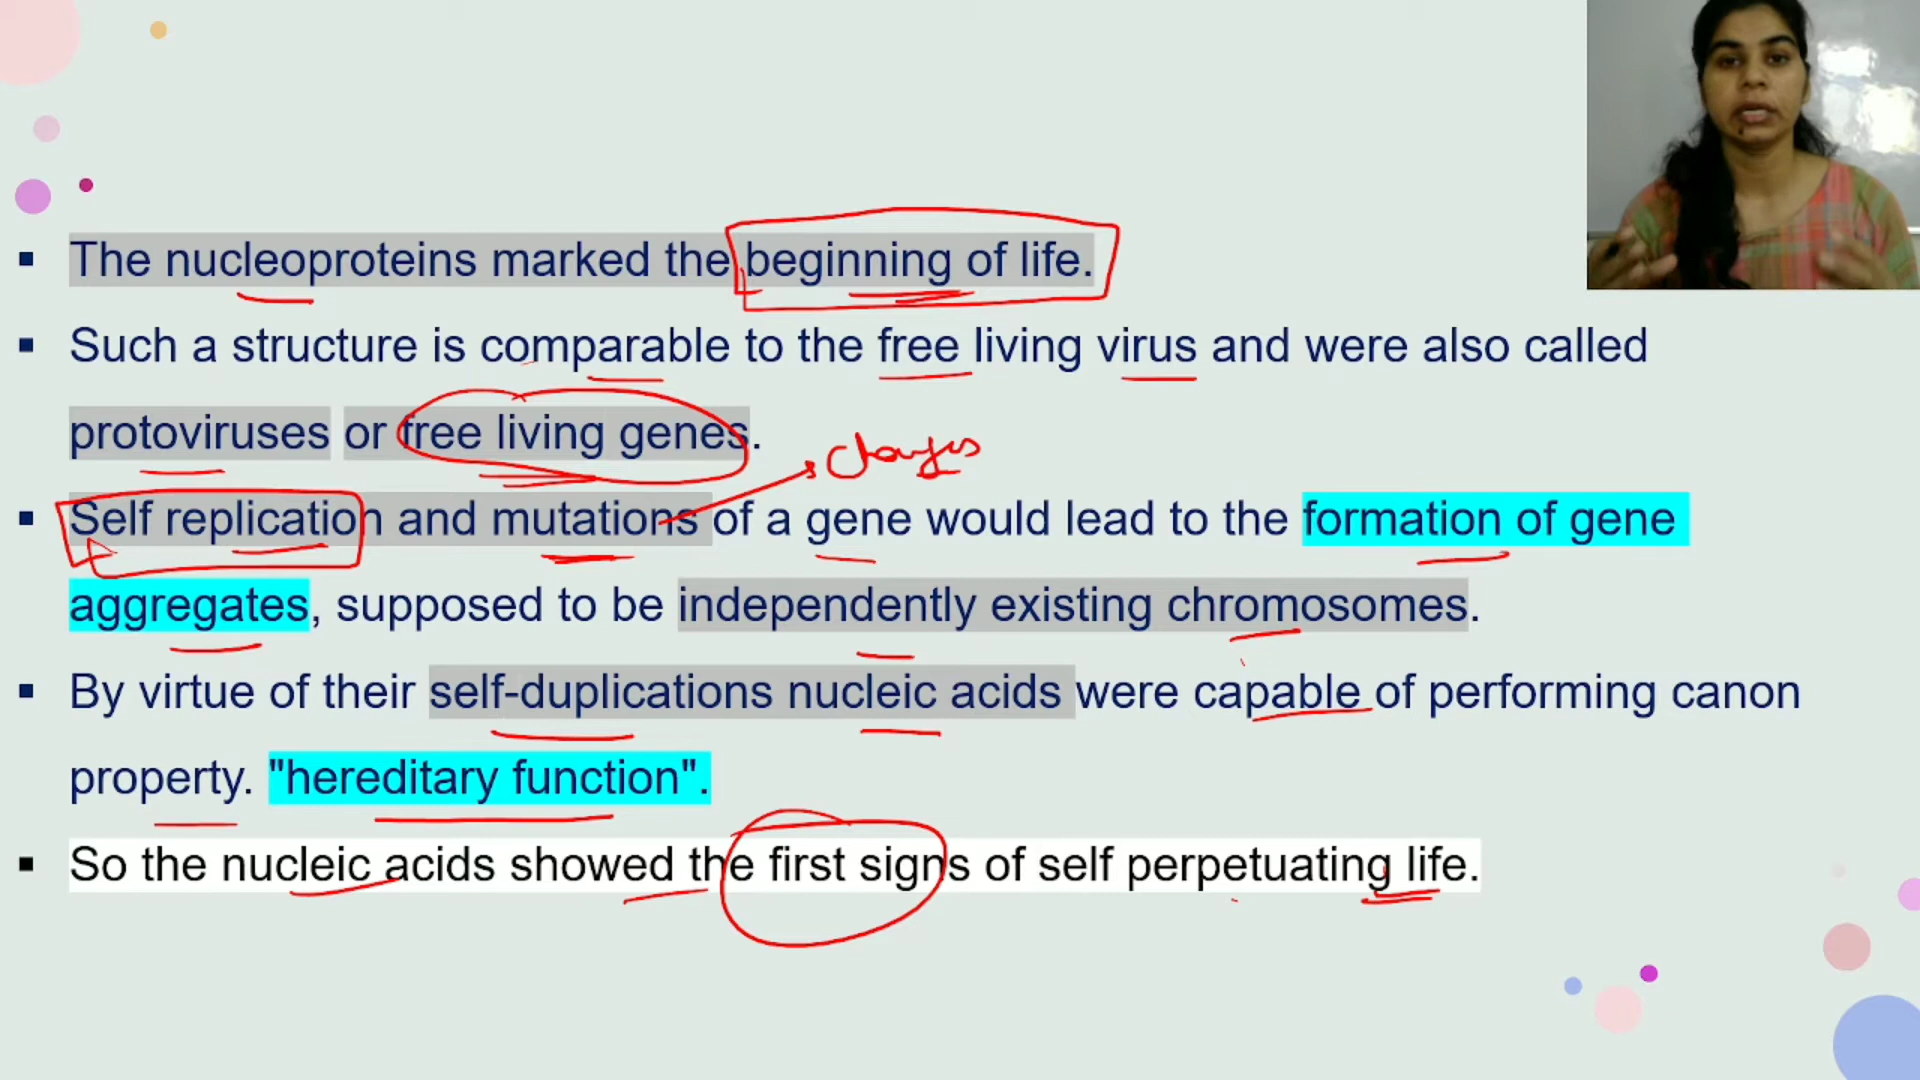 ▪ The nucleoproteins marked the beginning of life.
▪ Such a structure is comparable to the free living virus and were also called
protoviruses or free living genes.
changes
▪ Self replication and mutations of a gene would lead to the formation of gene
aggregates, supposed to be independently existing chromosomes.
▪ By virtue of their self-duplications nucleic acids were capable of performing canon
property. "hereditary function".
▪ So the nucleic acids showed the first signs of self perpetuating life.